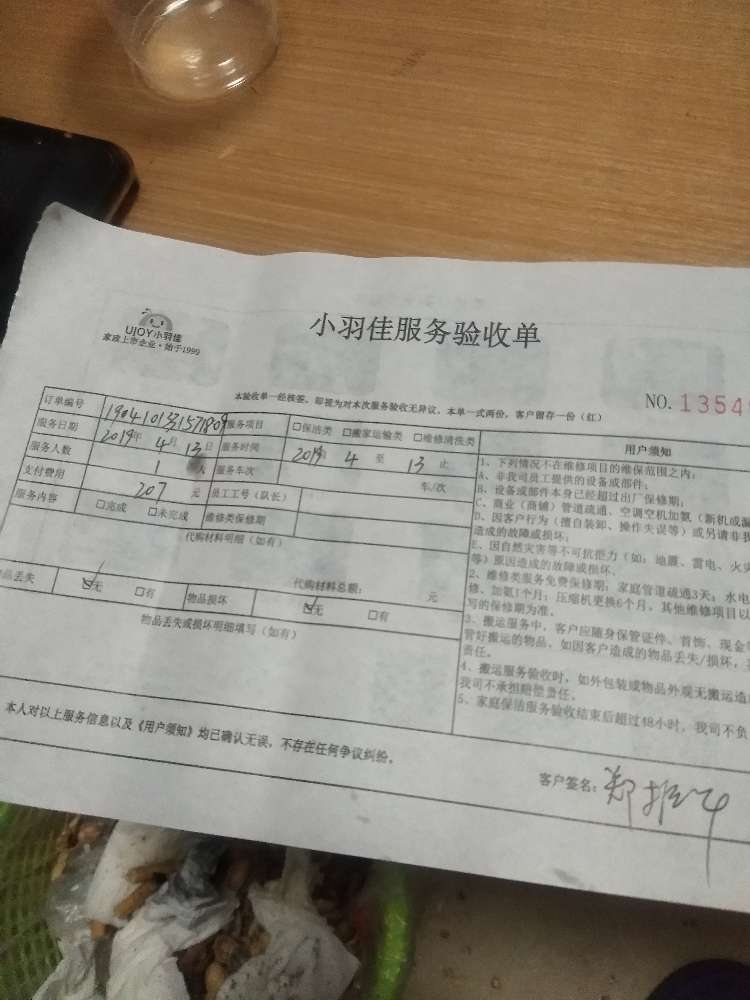 UJOY小羽佳
家政上市企业·始于1999
小羽佳服务验收单
本验收单一经核签，即视为对本次服务验收无异议。本单一式两份，客户留存一份（红）
NO. 1354
订单编号 服务项目 □保洁类 □搬家运输类 □维修清洗类
服务日期 2019年 4月 13日 服务时间 2019 4 至 13 止
服务人数 1 人 服务车次 车/次
支付费用 207 元 员工工号（队长）
服务内容 □完成 □未完成 维修类保修期
代购材料明细（如有）
代购材料总额： 元
品丢失 ☑无 □有 物品损坏 ☑无 □有
物品丢失或损坏明细填写（如有）
用户须知
1、下列情况不在维修项目的维保范围之内：
A、非我司员工提供的设备或部件；
B、设备或部件本身已经超过出厂保修期；
C、商业（商铺）管道疏通、空调空机加氨（新机或漏
D、因客户行为（擅自装卸、操作失误等）或另请非我
造成的故障或损坏；
E、因自然灾害等不可抗拒力（如：地震、雷电、火灾
等）原因造成的故障或损坏。
2、维修类服务免费保修期：家庭管道疏通3天；水电
修、加氨1个月；压缩机更换6个月，其他维修项目以
写的保修期为准。
3、搬运服务中，客户应随身保管证件、首饰、现金等
背好搬运的物品，如因客户造成的物品丢失/损坏，
责任。
4、搬运服务验收时，如外包装或物品外观无搬运造
我司不承担赔偿责任。
5、家庭保洁服务验收结束后超过48小时，我司不负
本人对以上服务信息以及《用户须知》均已确认无误，不存在任何争议纠纷。
客户签名：郑振